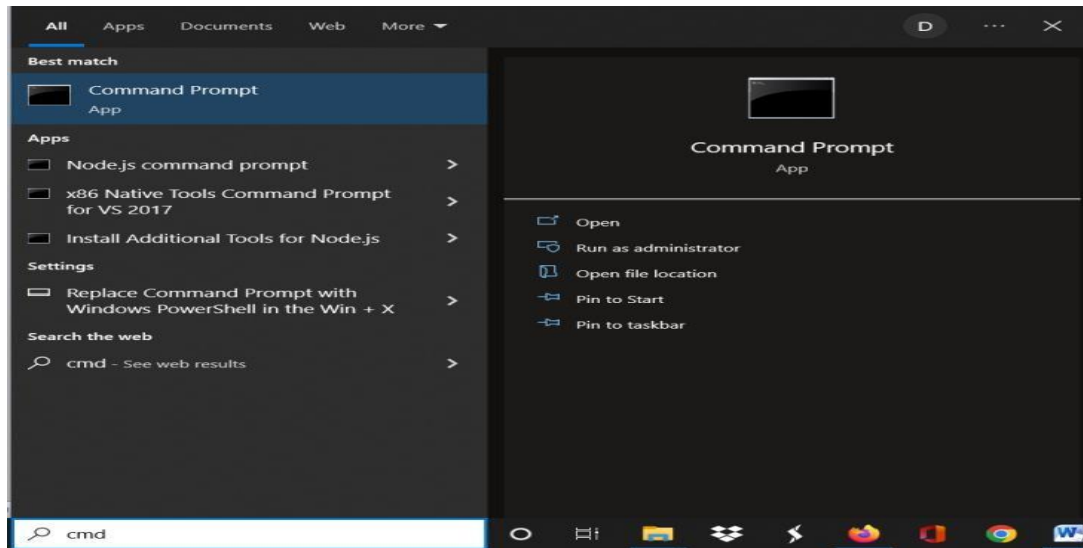 All Apps Documents Web More D ... 
Best match
Command Prompt
App
Apps
Node.js command prompt
x86 Native Tools Command Prompt
for VS 2017
Install Additional Tools for Node.js
Settings
Replace Command Prompt with
Windows PowerShell in the Win + X
Search the web
cmd - See web results
Command Prompt
App
Open
Run as administrator
Open file location
Pin to Start
Pin to taskbar
cmd
W